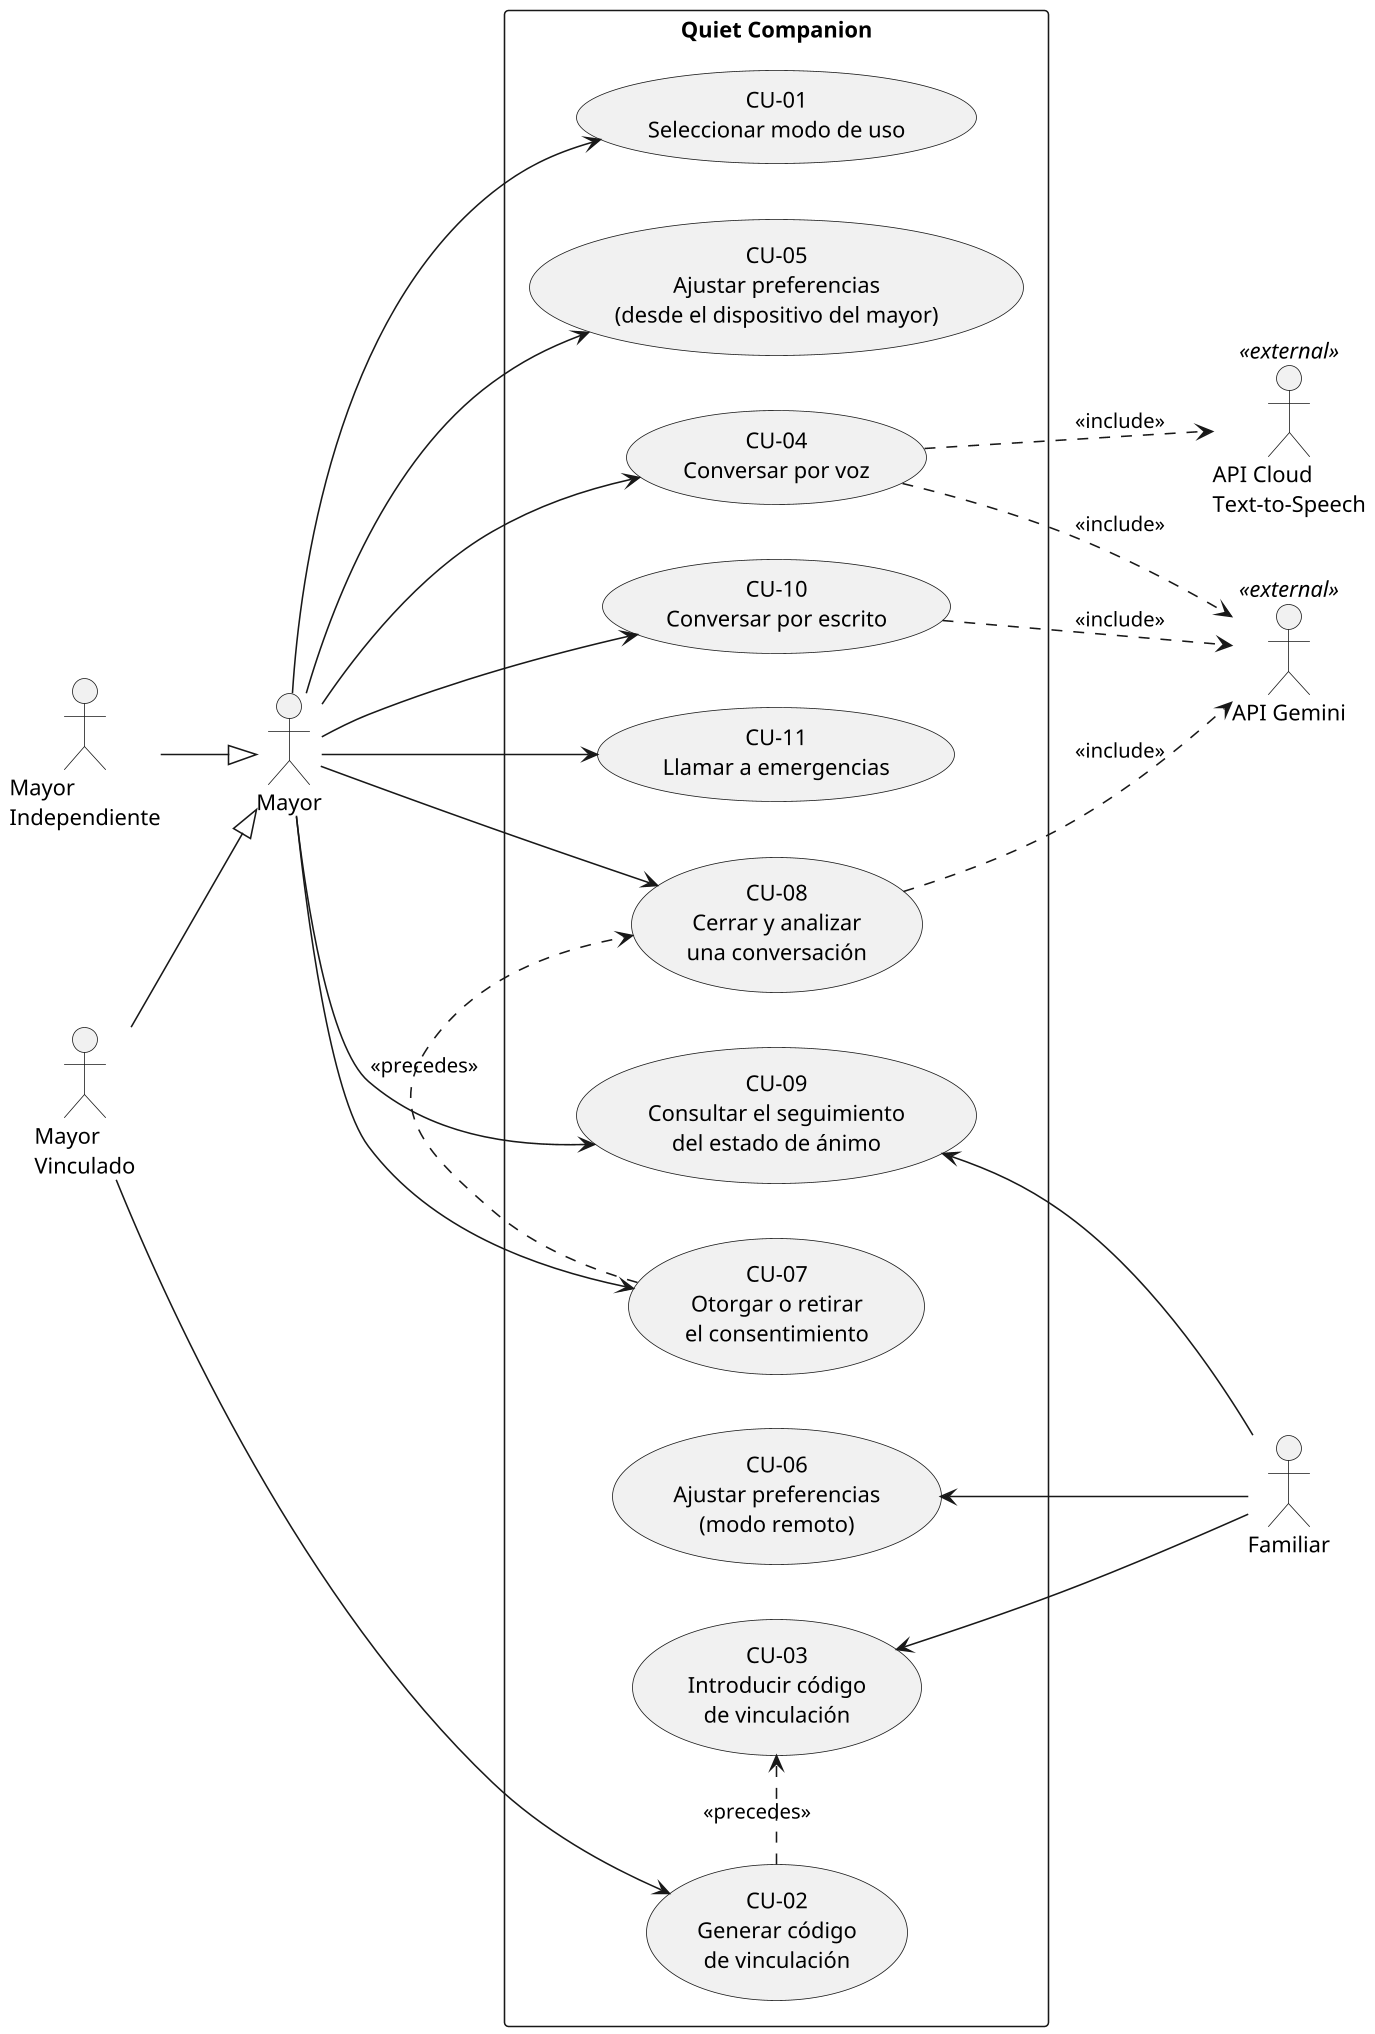 Quiet Companion
CU-01
Seleccionar modo de uso
CU-05
Ajustar preferencias
(desde el dispositivo del mayor)
«external»
API Cloud
Text-to-Speech
«include»
CU-04
Conversar por voz
«include»
«external»
API Gemini
CU-10
Conversar por escrito
«include»
Mayor
Independiente
Mayor
CU-11
Llamar a emergencias
«include»
CU-08
Cerrar y analizar
una conversación
«precedes»
Mayor
Vinculado
CU-09
Consultar el seguimiento
del estado de ánimo
CU-07
Otorgar o retirar
el consentimiento
CU-06
Ajustar preferencias
(modo remoto)
Familiar
CU-03
Introducir código
de vinculación
«precedes»
CU-02
Generar código
de vinculación